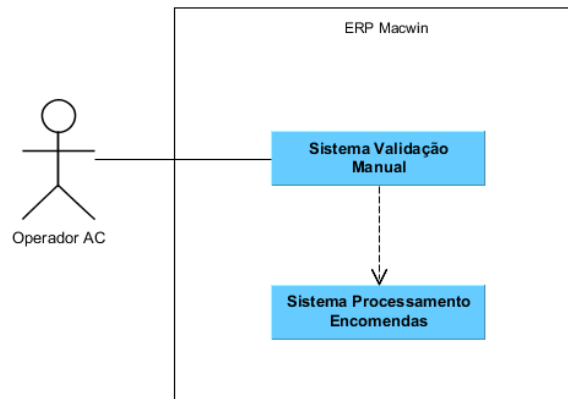 ERP Macwin
Sistema Validação
Manual
Operador AC
Sistema Processamento
Encomendas